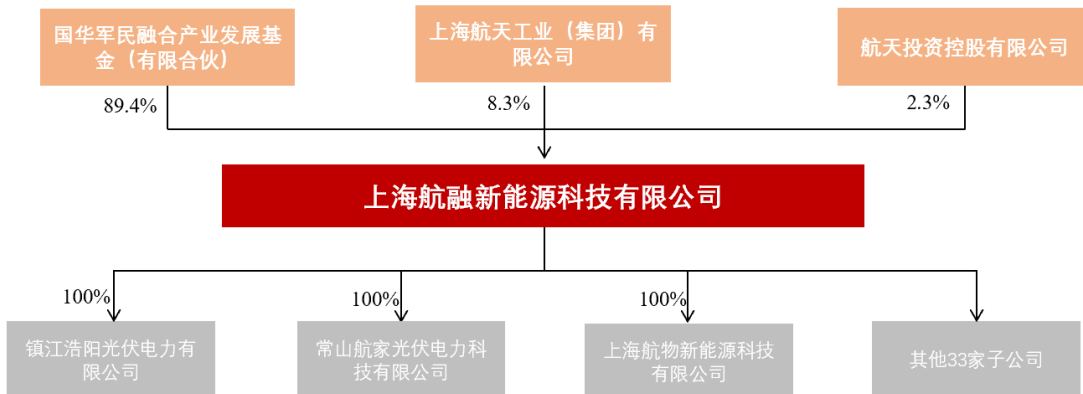 国华军民融合产业发展基
金（有限合伙）
上海航天工业（集团）有
限公司
航天投资控股有限公司
89.4%
8.3%
2.3%
上海航融新能源科技有限公司
100%
100%
100%
镇江浩阳光伏电力有
限公司
常山航家光伏电力科
技有限公司
上海航物新能源科技
有限公司
其他33家子公司